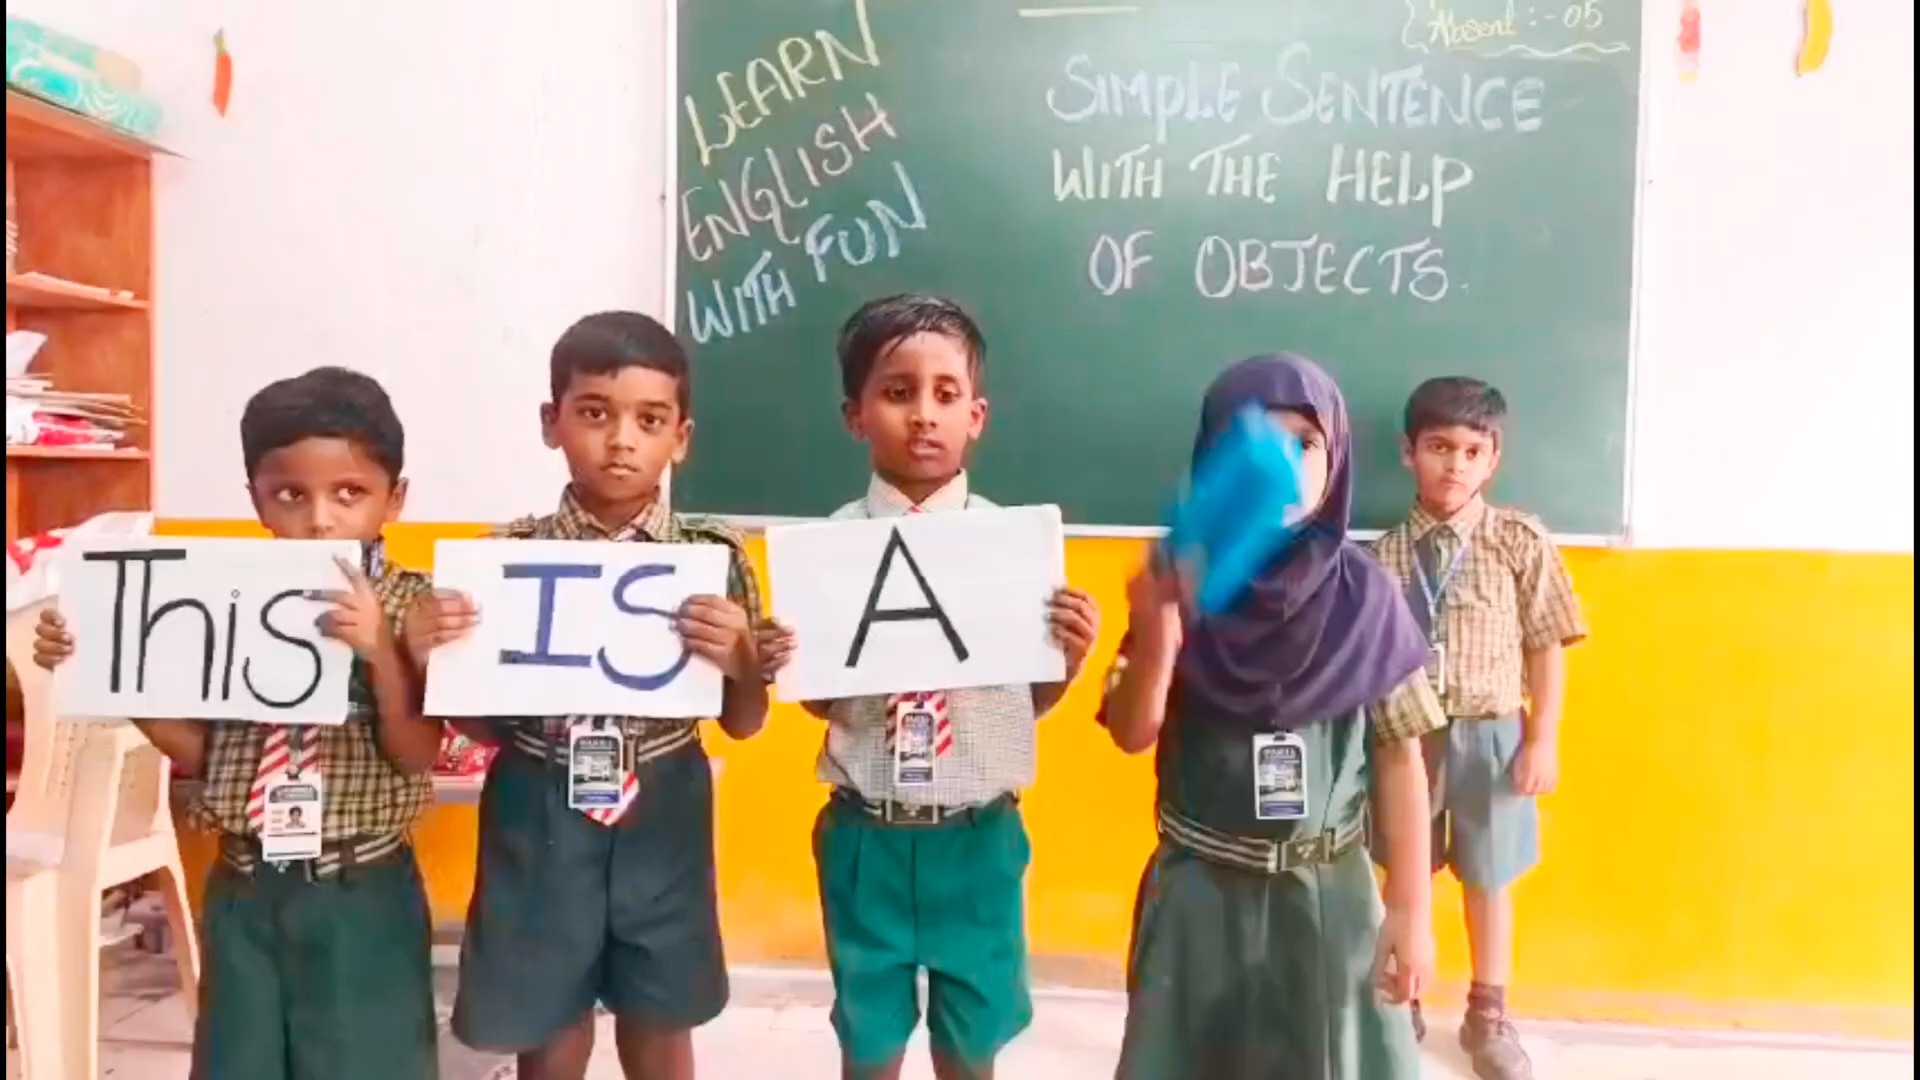 Absent :- 05
LEARN
ENGLISH
WITH FUN
SIMPLE SENTENCE
WITH THE HELP
OF OBJECTS.
This
IS
A